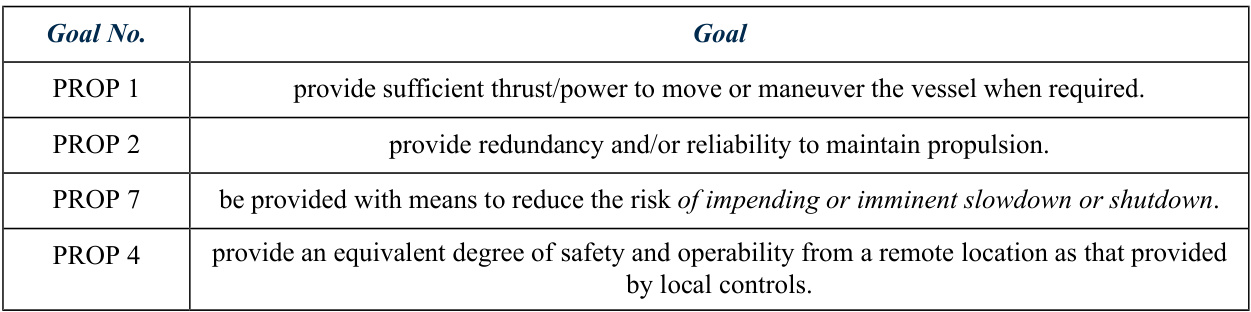 Goal No. Goal
PROP 1 provide sufficient thrust/power to move or maneuver the vessel when required.
PROP 2 provide redundancy and/or reliability to maintain propulsion.
PROP 7 be provided with means to reduce the risk of impending or imminent slowdown or shutdown.
PROP 4 provide an equivalent degree of safety and operability from a remote location as that provided
by local controls.